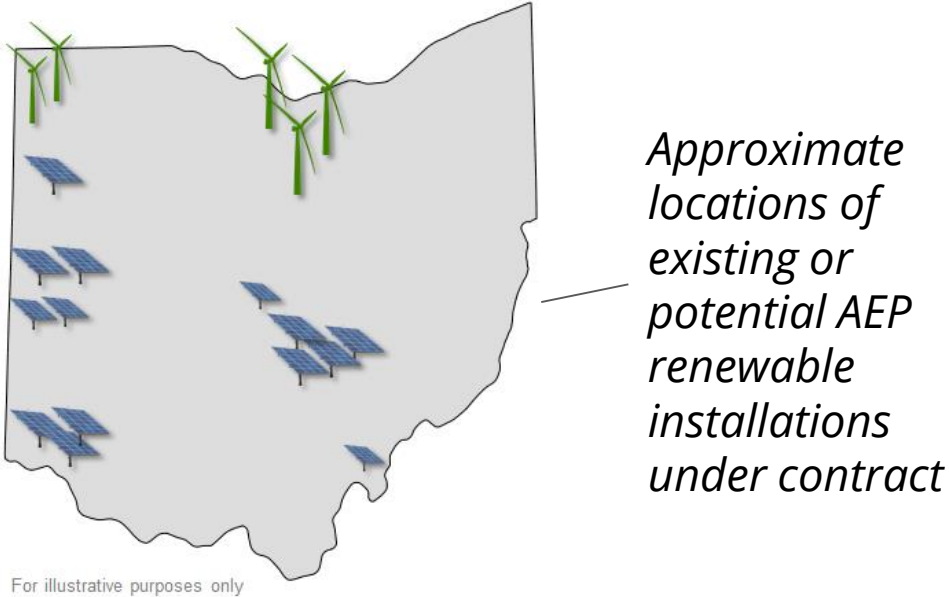 Approximate
locations of
existing or
potential AEP
renewable
installations
under contract
For illustrative purposes only